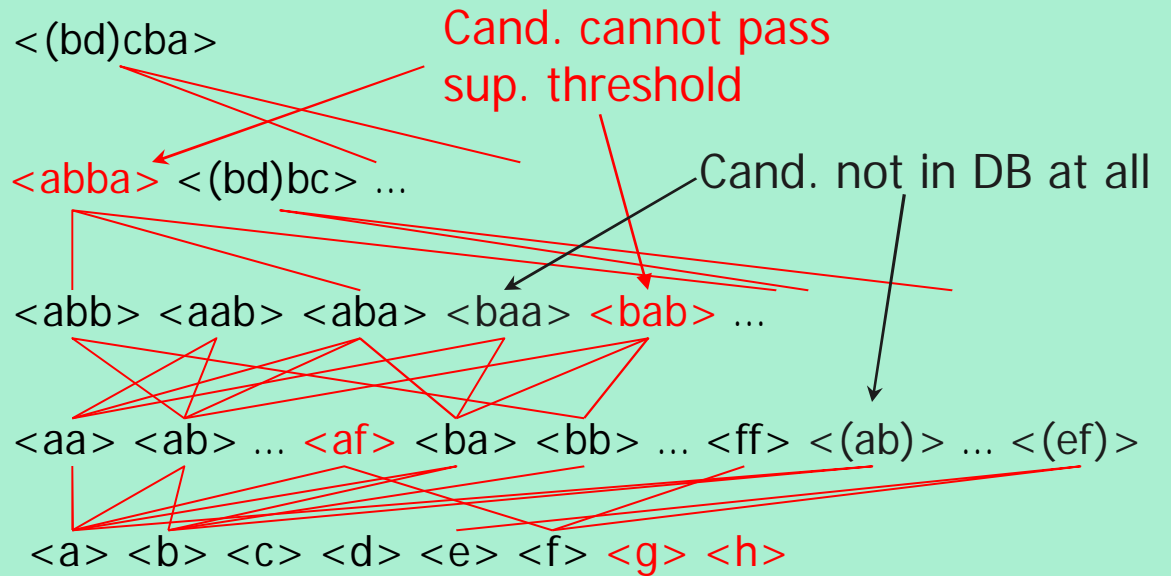 <(bd)cba>
Cand. cannot pass
sup. threshold
<abba> <(bd)bc> ...
Cand. not in DB at all
<abb> <aab> <aba> <baa> <bab> ...
<aa> <ab> ... <af> <ba> <bb> ... <ff> <(ab)> ... <(ef)>
<a> <b> <c> <d> <e> <f> <g> <h>